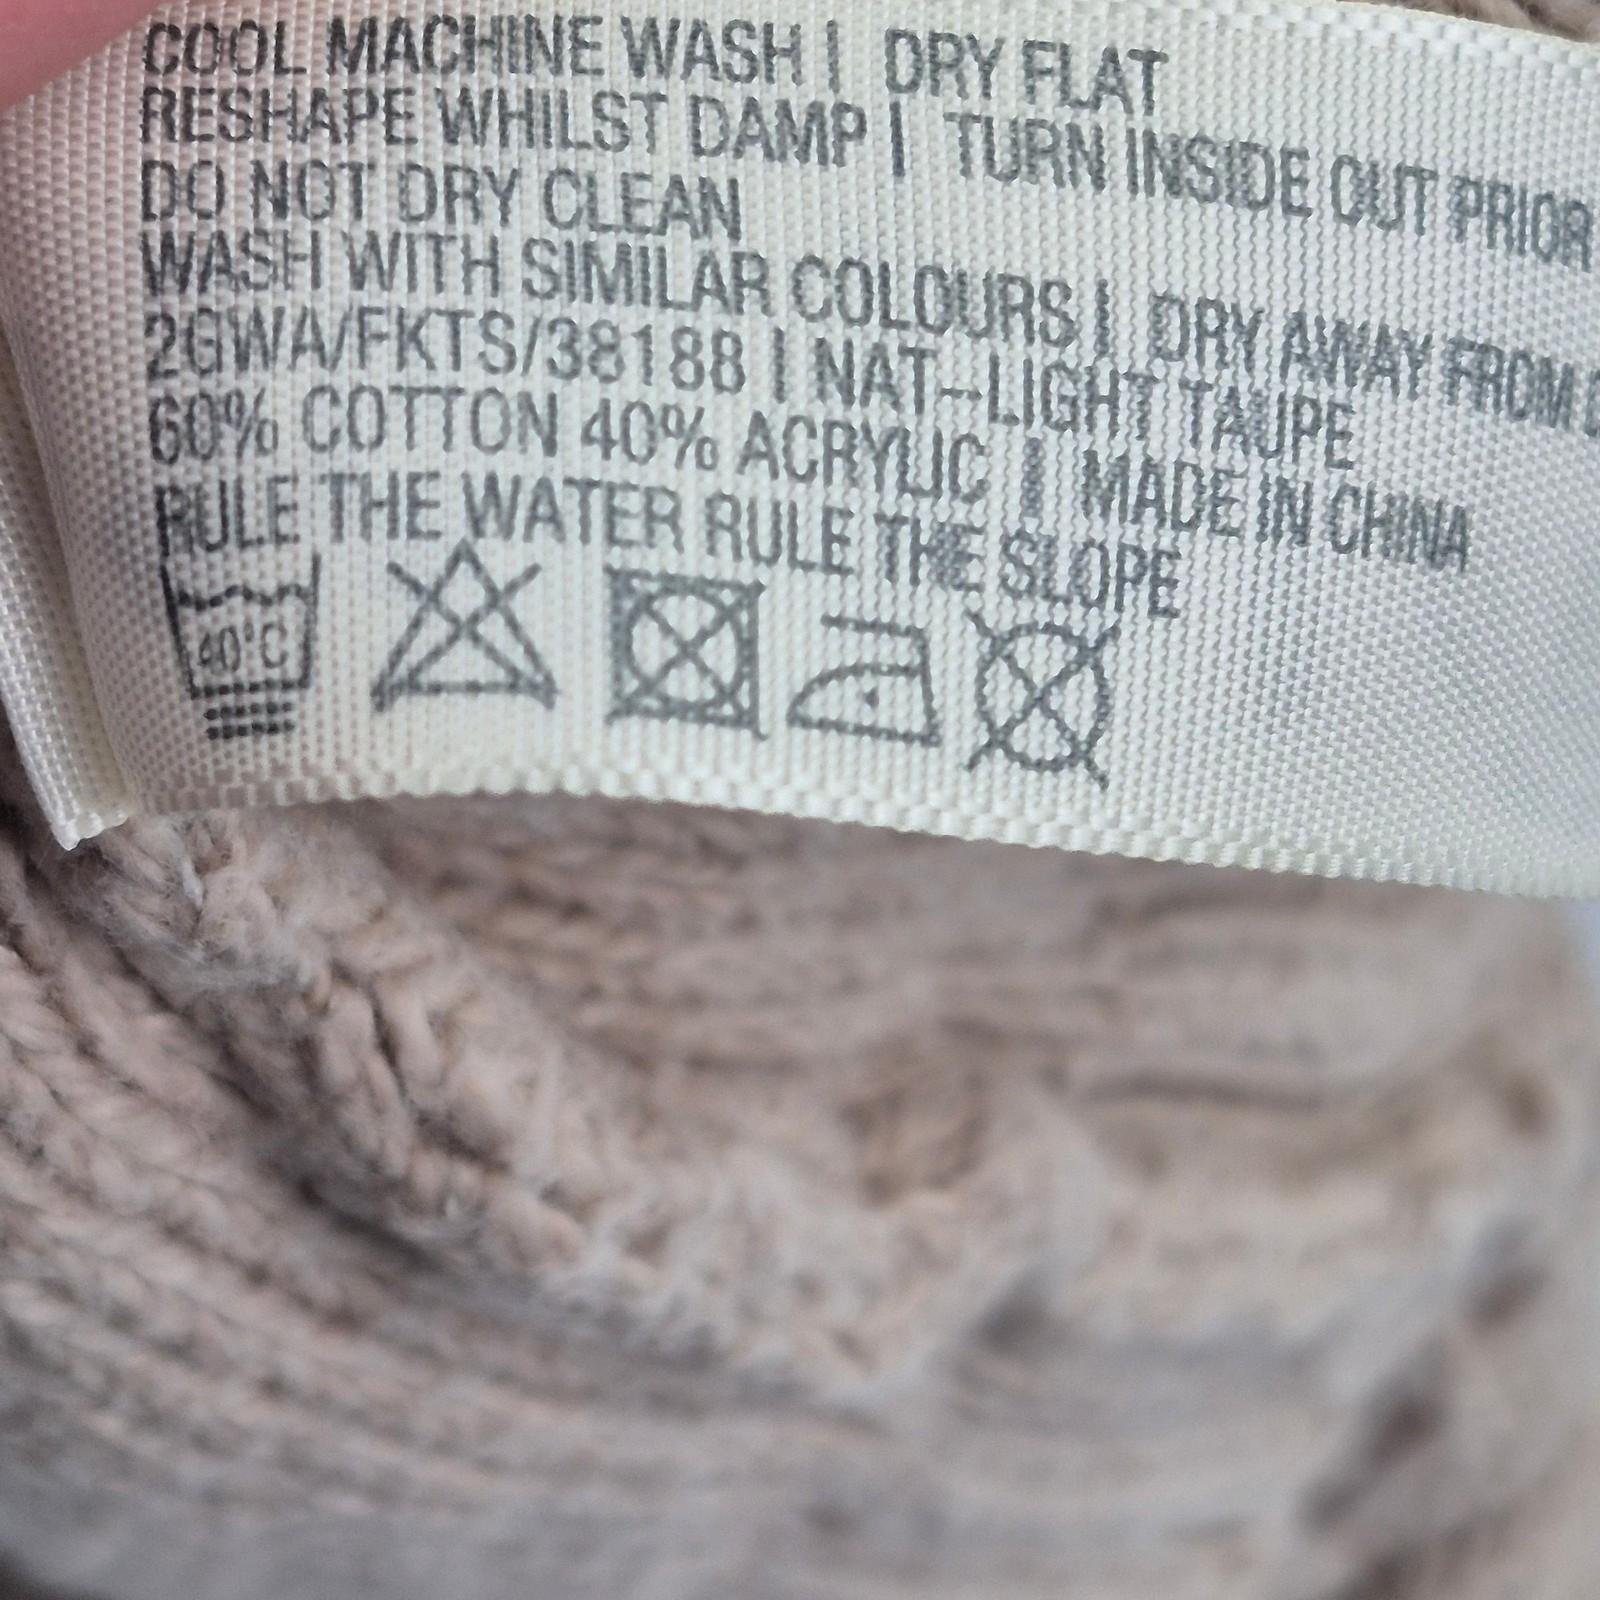 COOL MACHINE WASH | DRY FLAT
RESHAPE WHILST DAMP | TURN INSIDE OUT PRIOR
DO NOT DRY CLEAN
WASH WITH SIMILAR COLOURS | DRY AWAY FROM
2GWA/FKTS/38188 | NAT-LIGHT TAUPE
60% COTTON 40% ACRYLIC | MADE IN CHINA
RULE THE WATER RULE THE SLOPE
40°C